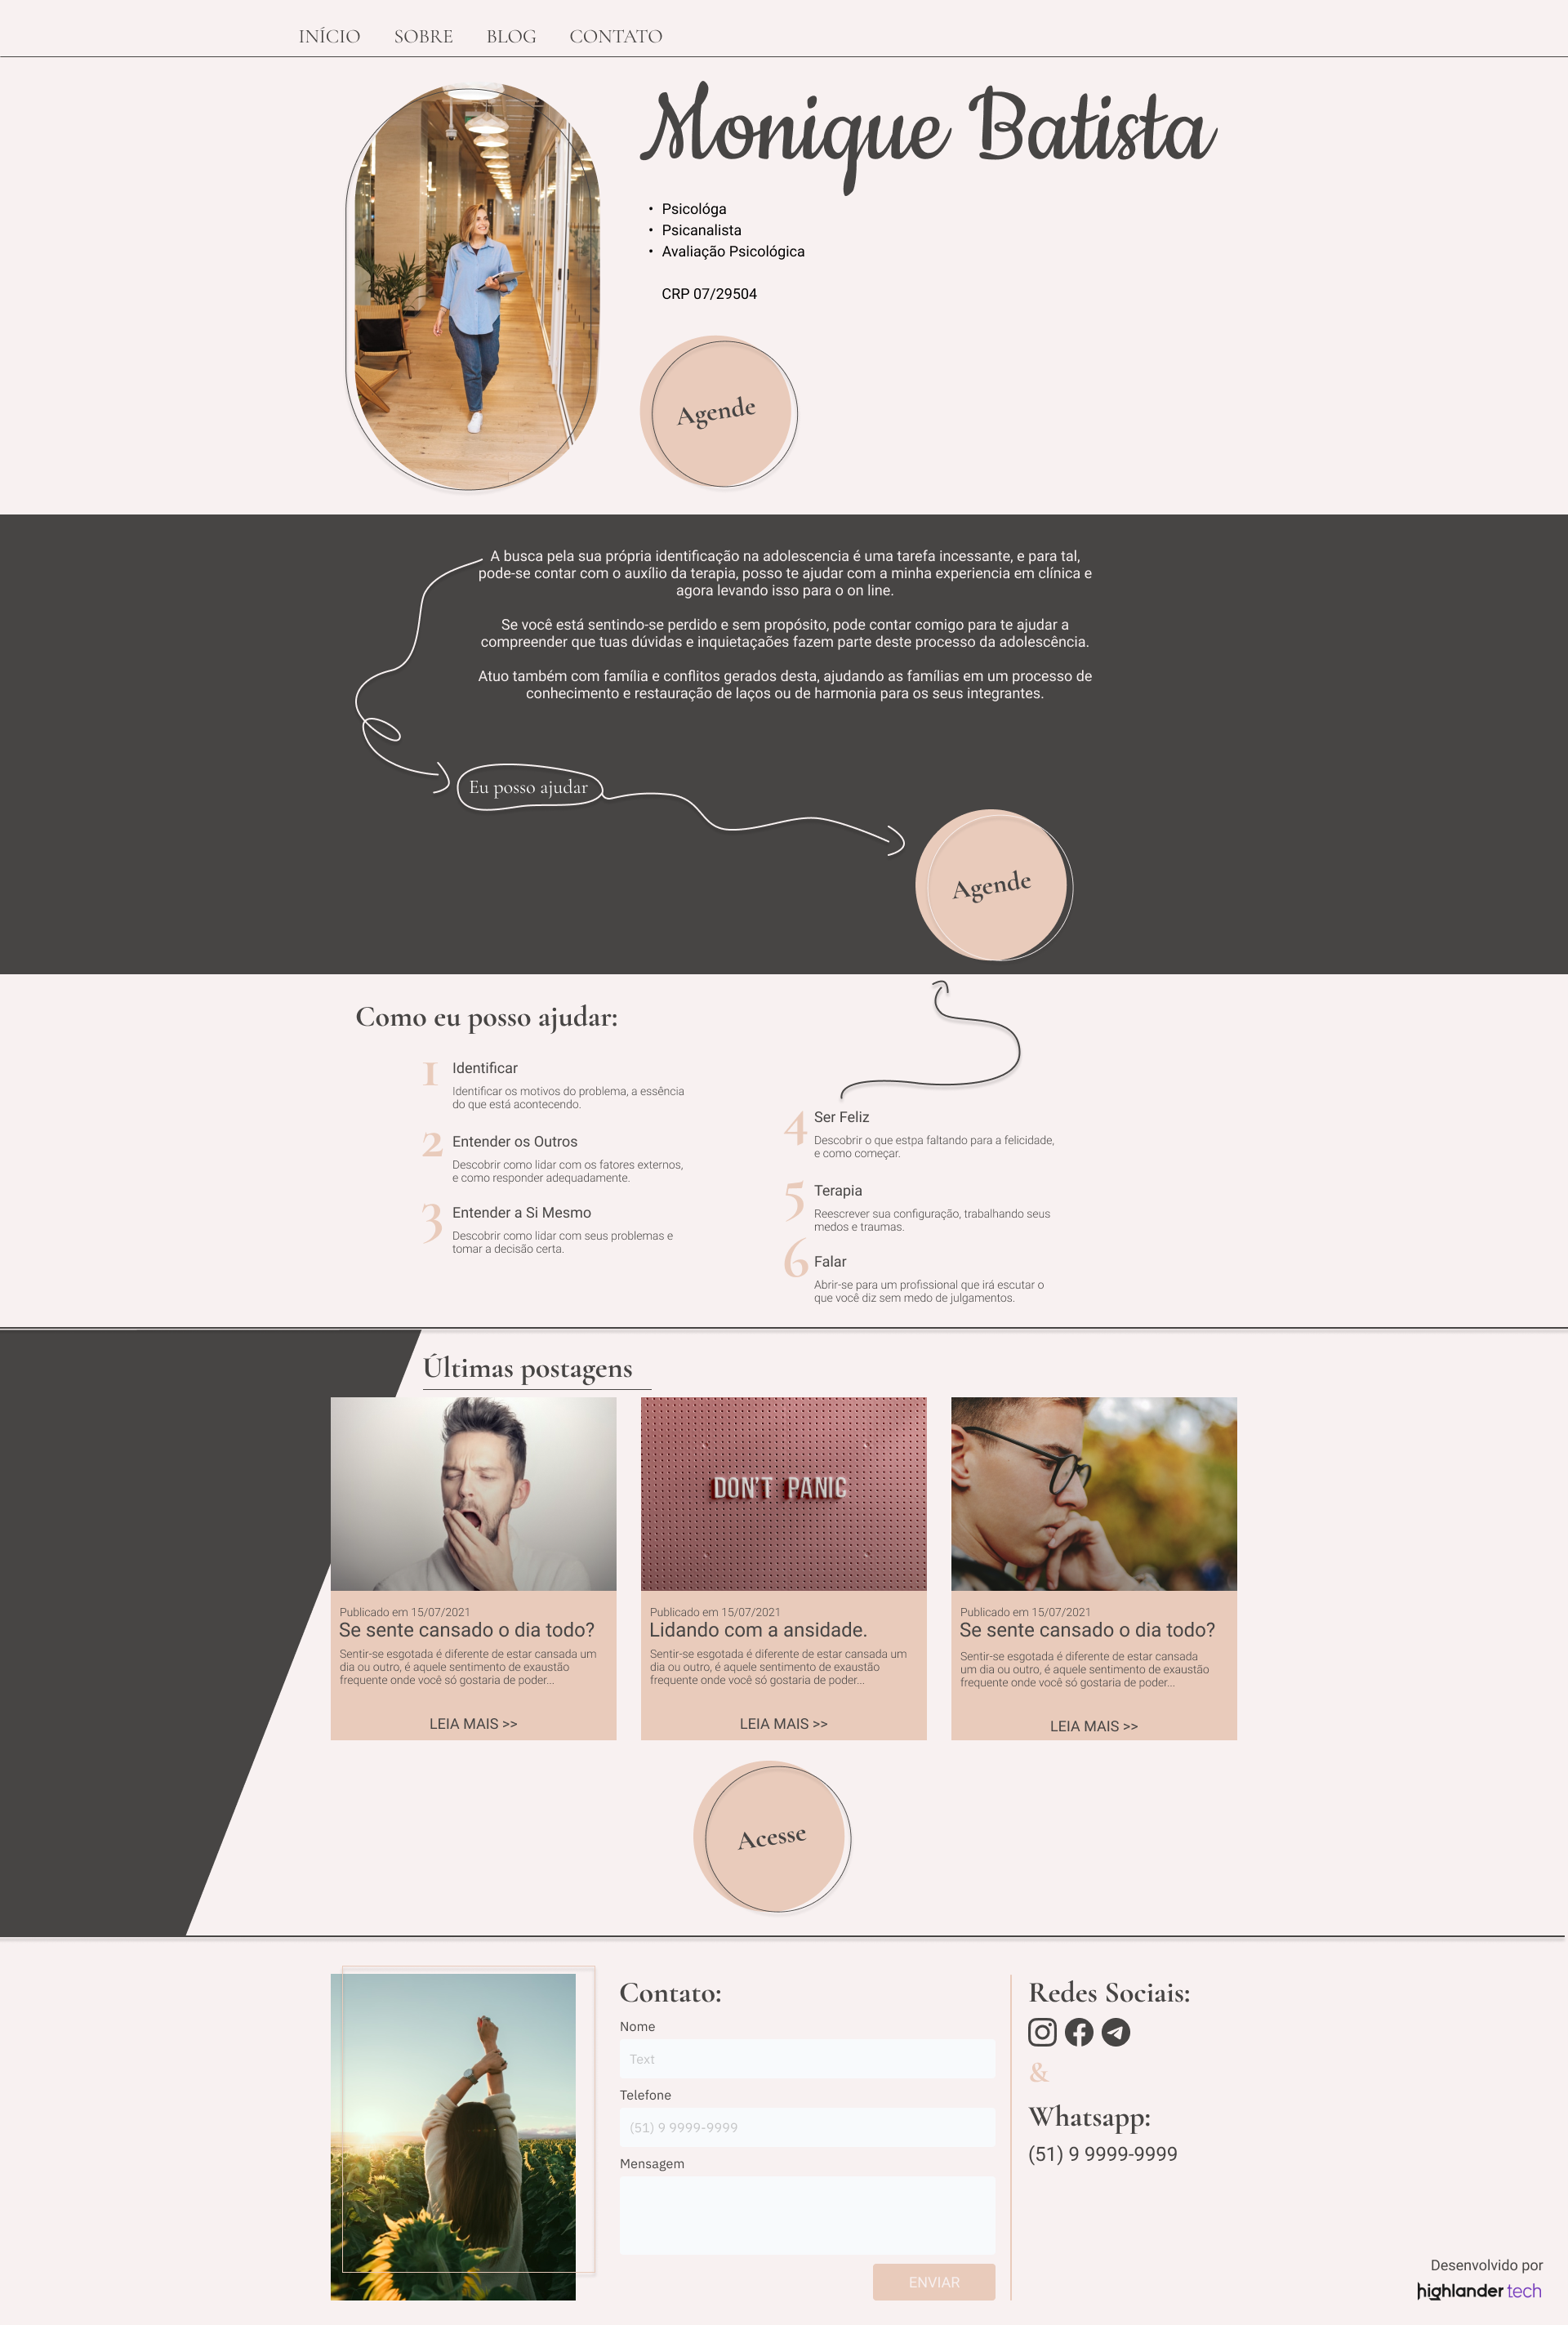 INÍCIO SOBRE BLOG CONTATO
Monique Batista
• Psicológa
• Psicanalista
• Avaliação Psicológica
CRP 07/29504
Agende
A busca pela sua própria identificação na adolescencia é uma tarefa incessante, e para tal,
pode-se contar com o auxílio da terapia, posso te ajudar com a minha experiencia em clínica e
agora levando isso para o on line.
Se você está sentindo-se perdido e sem propósito, pode contar comigo para te ajudar a
compreender que tuas dúvidas e inquietaçaões fazem parte deste processo da adolescência.
Atuo também com família e conflitos gerados desta, ajudando as famílias em um processo de
conhecimento e restauração de laços ou de harmonia para os seus integrantes.
Eu posso ajudar
Agende
Como eu posso ajudar:
1 Identificar
Identificar os motivos do problema, a essência
do que está acontecendo.
2 Entender os Outros
Descobrir como lidar com os fatores externos,
e como responder adequadamente.
3 Entender a Si Mesmo
Descobrir como lidar com seus problemas e
tomar a decisão certa.
4 Ser Feliz
Descobrir o que estpa faltando para a felicidade,
e como começar.
5 Terapia
Reescrever sua configuração, trabalhando seus
medos e traumas.
6 Falar
Abrir-se para um profissional que irá escutar o
que você diz sem medo de julgamentos.
Últimas postagens
Publicado em 15/07/2021
Se sente cansado o dia todo?
Sentir-se esgotada é diferente de estar cansada um
dia ou outro, é aquele sentimento de exaustão
frequente onde você só gostaria de poder...
LEIA MAIS >>
DON'T PANIC
Publicado em 15/07/2021
Lidando com a ansidade.
Sentir-se esgotada é diferente de estar cansada um
dia ou outro, é aquele sentimento de exaustão
frequente onde você só gostaria de poder...
LEIA MAIS >>
Publicado em 15/07/2021
Se sente cansado o dia todo?
Sentir-se esgotada é diferente de estar cansada
um dia ou outro, é aquele sentimento de exaustão
frequente onde você só gostaria de poder...
LEIA MAIS >>
Acesse
Contato:
Nome
Text
Telefone
(51) 9 9999-9999
Mensagem
ENVIAR
Redes Sociais:
&
Whatsapp:
(51) 9 9999-9999
Desenvolvido por
highlander tech